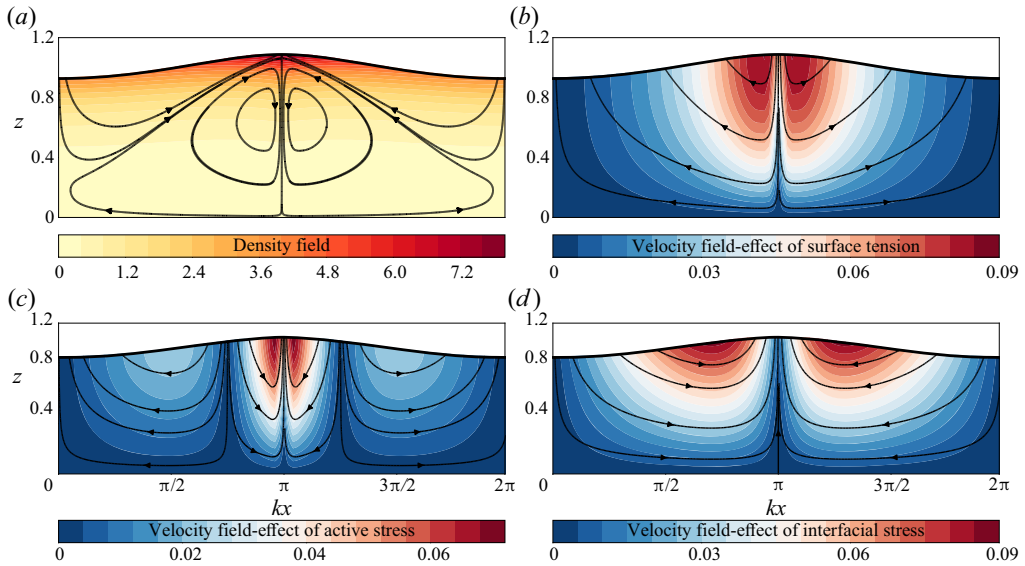 (a)
(b)
1.2
0.8
z
0.4
0
1.2
0.8
0.4
0
Density field
0 1.2 2.4 3.6 4.8 6.0 7.2
Velocity field-effect of surface tension
0 0.03 0.06 0.09
(c)
(d)
1.2
0.8
z
0.4
0 π/2 π 3π/2 2π
kx
1.2
0.8
0.4
0 π/2 π 3π/2 2π
kx
Velocity field-effect of active stress
0 0.02 0.04 0.06
Velocity field-effect of interfacial stress
0 0.03 0.06 0.09